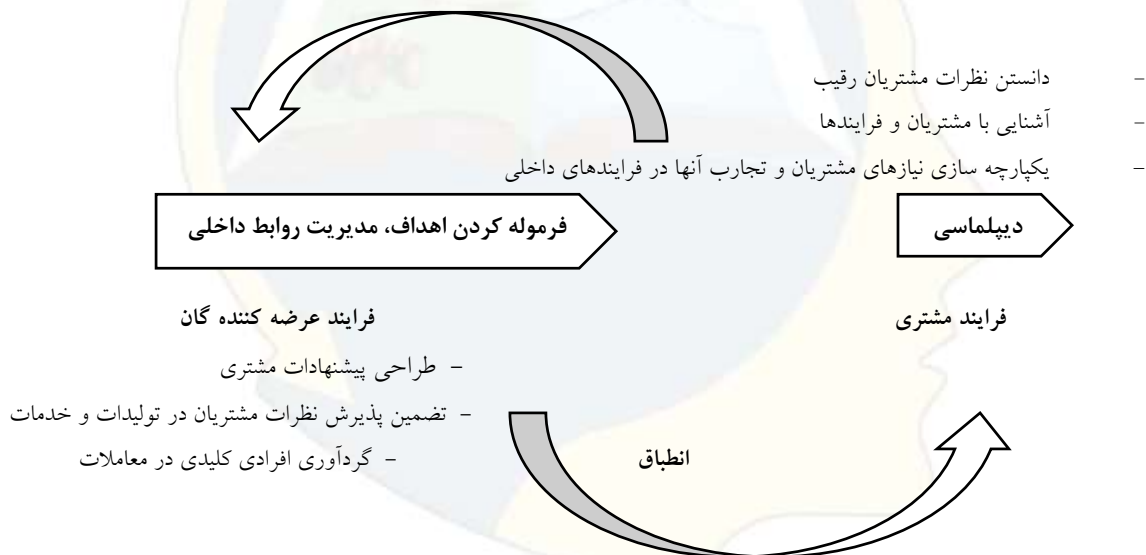 - دانستن نظرات مشتریان رقیب
- آشنایی با مشتریان و فرایندها
- یکپارچه سازی نیازهای مشتریان و تجارب آنها در فرایندهای داخلی
دیپلماسی
فرموله کردن اهداف، مدیریت روابط داخلی
فرایند مشتری
فرایند عرضه کننده گان
- طراحی پیشنهادات مشتری
- تضمین پذیرش نظرات مشتریان در تولیدات و خدمات
انطباق
- گردآوری افرادی کلیدی در معاملات